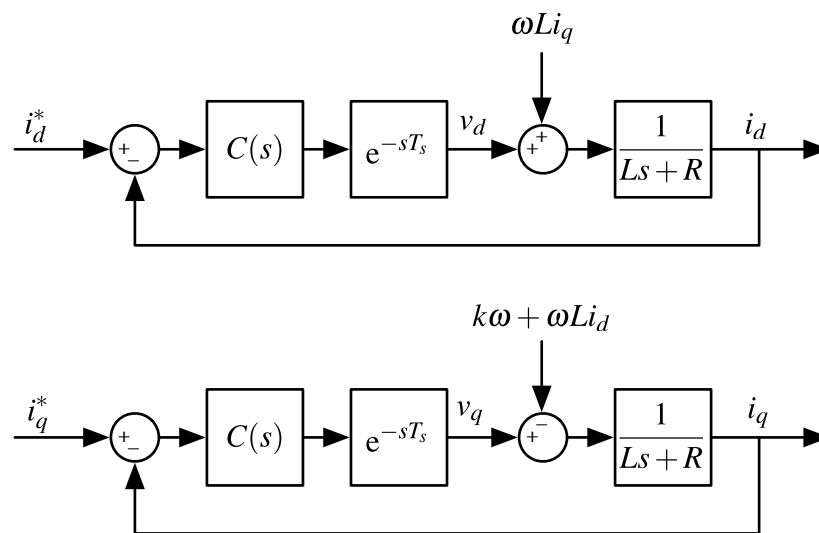 ωLi_q
i_d^* + − C(s) e^{−sT_s} v_d + + 1/(Ls + R) i_d
kω + ωLi_d
i_q^* + − C(s) e^{−sT_s} v_q + − 1/(Ls + R) i_q